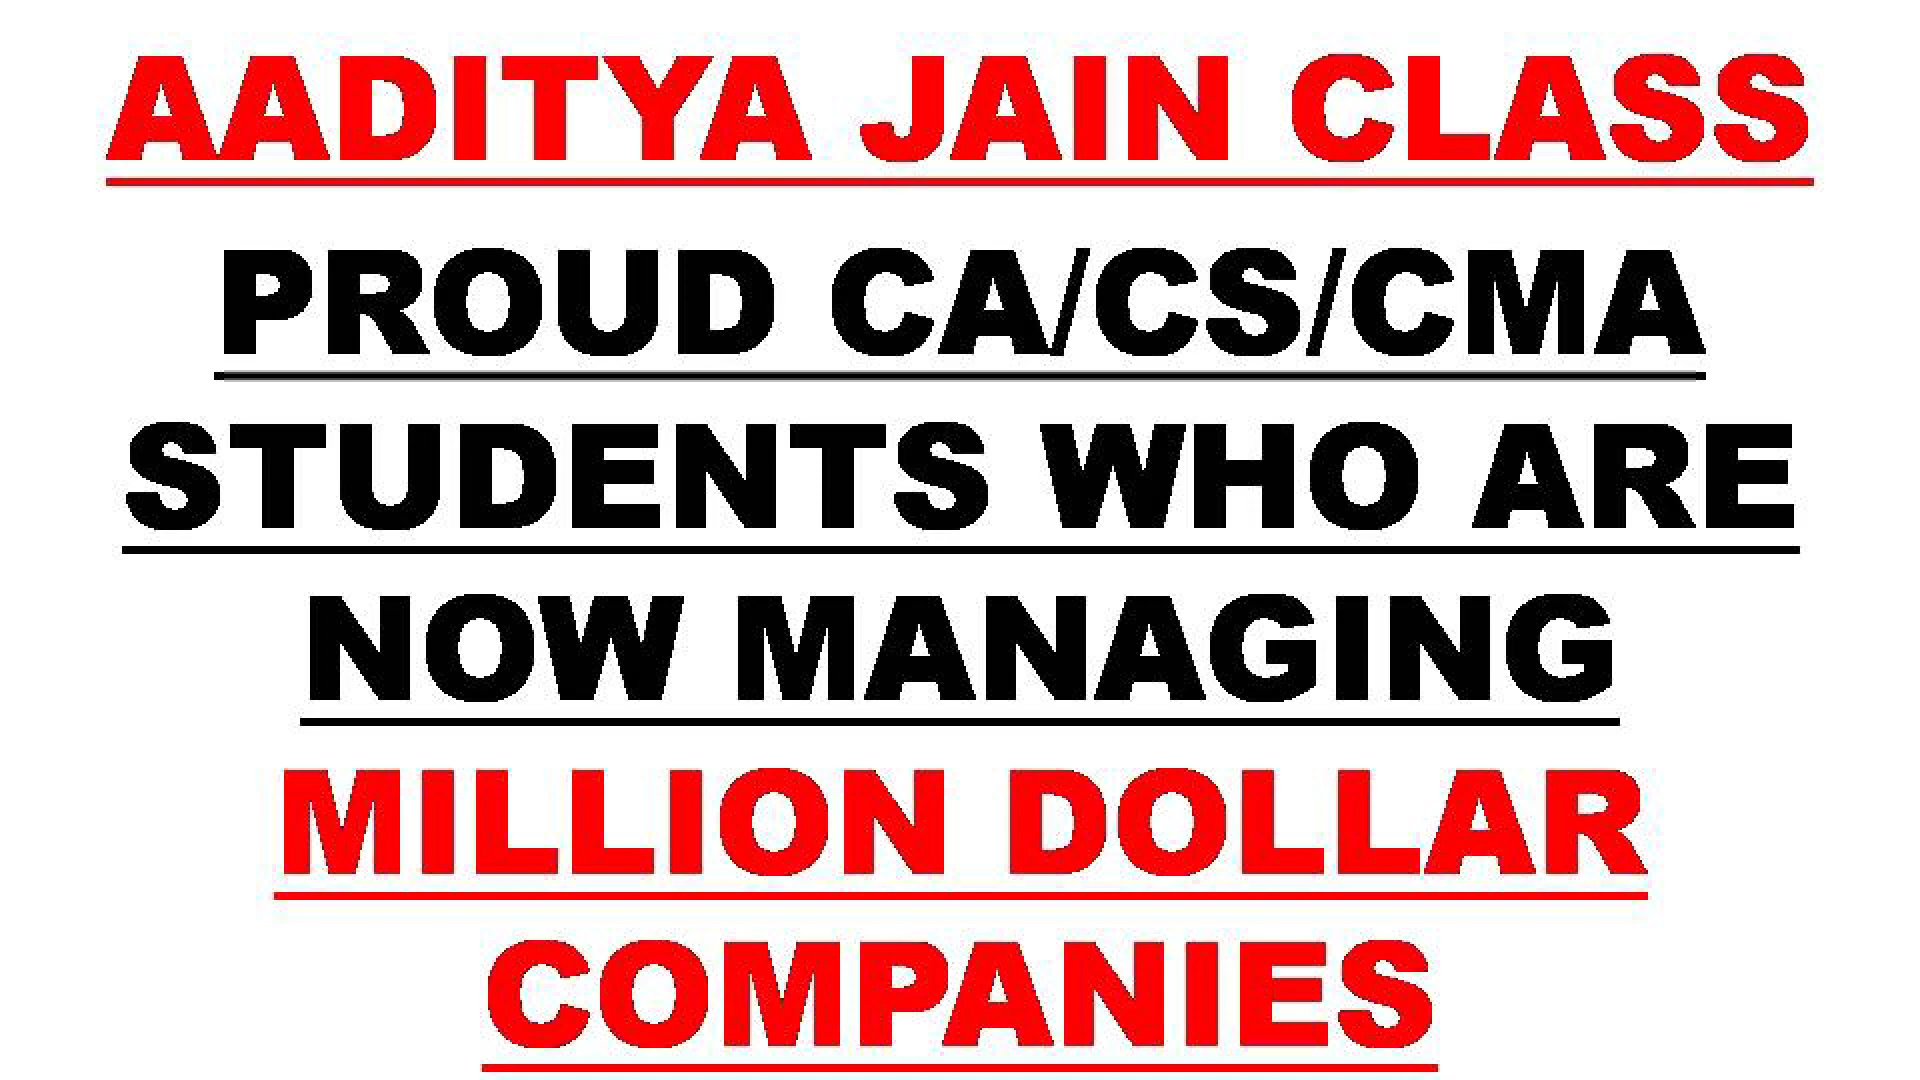 AADITYA JAIN CLASS
PROUD CA/CS/CMA
STUDENTS WHO ARE
NOW MANAGING
MILLION DOLLAR
COMPANIES